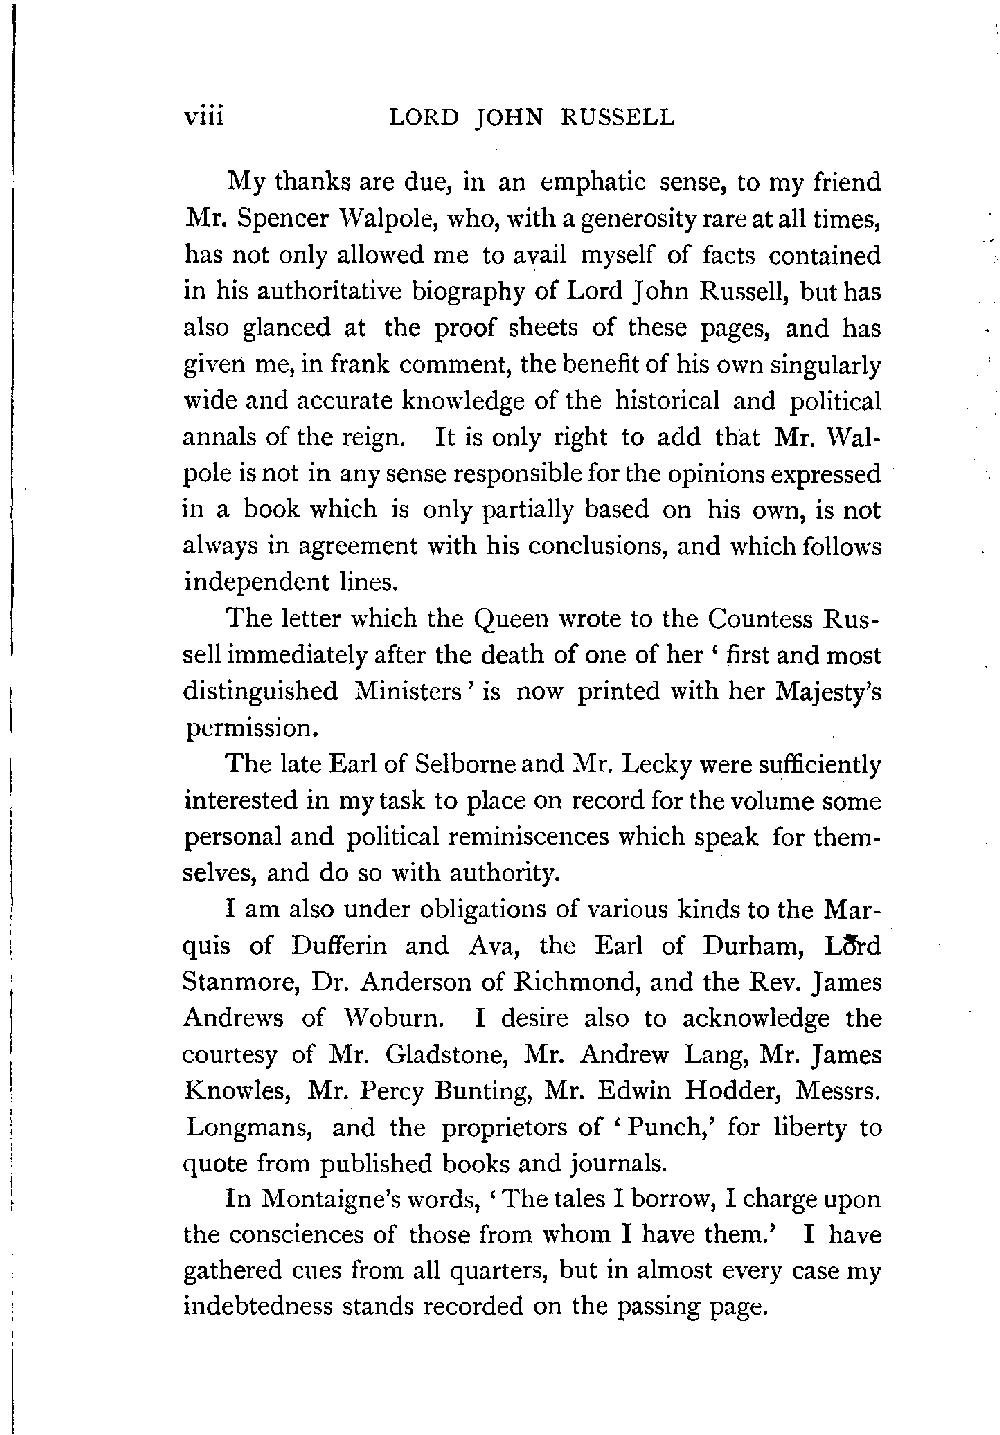 viii LORD JOHN RUSSELL
My thanks are due, in an emphatic sense, to my friend
Mr. Spencer Walpole, who, with a generosity rare at all times,
has not only allowed me to avail myself of facts contained
in his authoritative biography of Lord John Russell, but has
also glanced at the proof sheets of these pages, and has
given me, in frank comment, the benefit of his own singularly
wide and accurate knowledge of the historical and political
annals of the reign. It is only right to add that Mr. Wal-
pole is not in any sense responsible for the opinions expressed
in a book which is only partially based on his own, is not
always in agreement with his conclusions, and which follows
independent lines.
The letter which the Queen wrote to the Countess Rus-
sell immediately after the death of one of her ‘ first and most
distinguished Ministers ’ is now printed with her Majesty’s
permission.
The late Earl of Selborne and Mr. Lecky were sufficiently
interested in my task to place on record for the volume some
personal and political reminiscences which speak for them-
selves, and do so with authority.
I am also under obligations of various kinds to the Mar-
quis of Dufferin and Ava, the Earl of Durham, Lord
Stanmore, Dr. Anderson of Richmond, and the Rev. James
Andrews of Woburn. I desire also to acknowledge the
courtesy of Mr. Gladstone, Mr. Andrew Lang, Mr. James
Knowles, Mr. Percy Bunting, Mr. Edwin Hodder, Messrs.
Longmans, and the proprietors of ‘ Punch,’ for liberty to
quote from published books and journals.
In Montaigne’s words, ‘ The tales I borrow, I charge upon
the consciences of those from whom I have them.’ I have
gathered cues from all quarters, but in almost every case my
indebtedness stands recorded on the passing page.